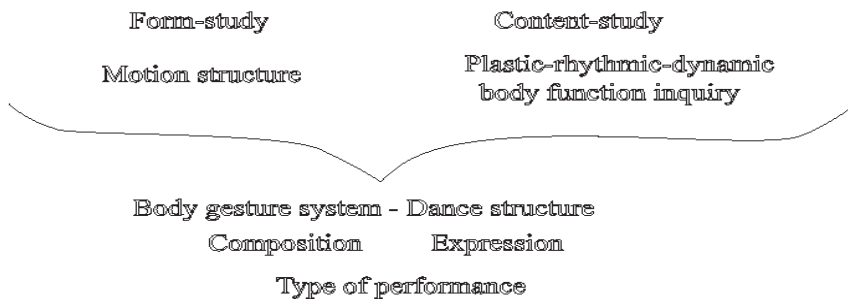 Form-study Content-study
Motion structure Plastic-rhythmic-dynamic
body function inquiry
Body gesture system - Dance structure
Composition Expression
Type of performance